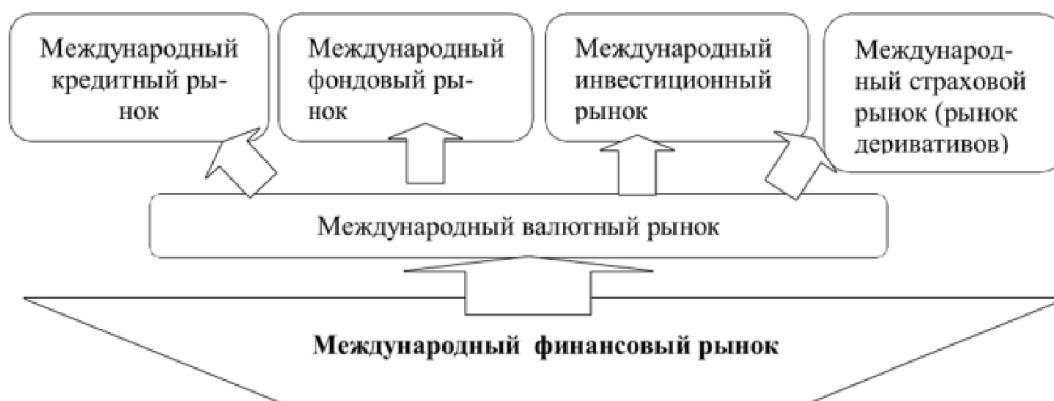 Международный
кредитный ры-
нок
Международный
фондовый ры-
нок
Международный
инвестиционный
рынок
Международ-
ный страховой
рынок (рынок
деривативов)
Международный валютный рынок
Международный финансовый рынок